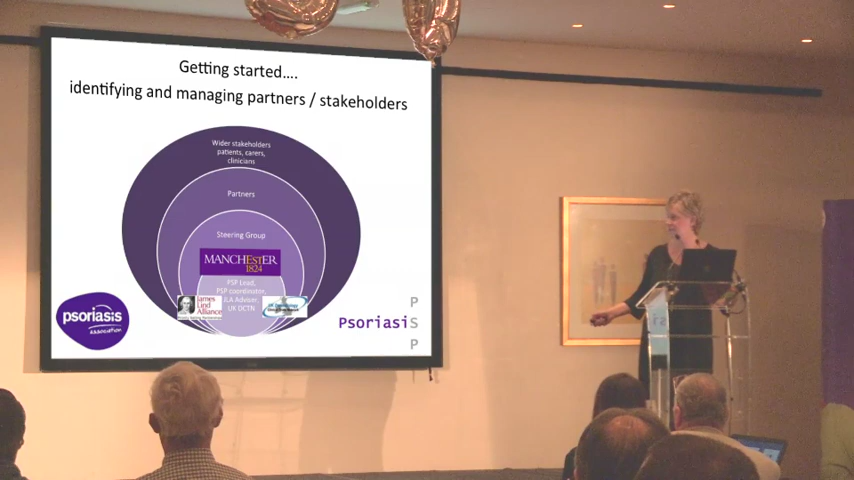 Getting started....
identifying and managing partners / stakeholders
Wider stakeholders
patients, carers,
clinicians
Partners
Steering Group
MANCHESTER
1824
PSP Lead,
PSP coordinator,
JLA Adviser,
UK DCTN
James
Lind
Alliance
psoriasis
association
PsoriasiS
P
P